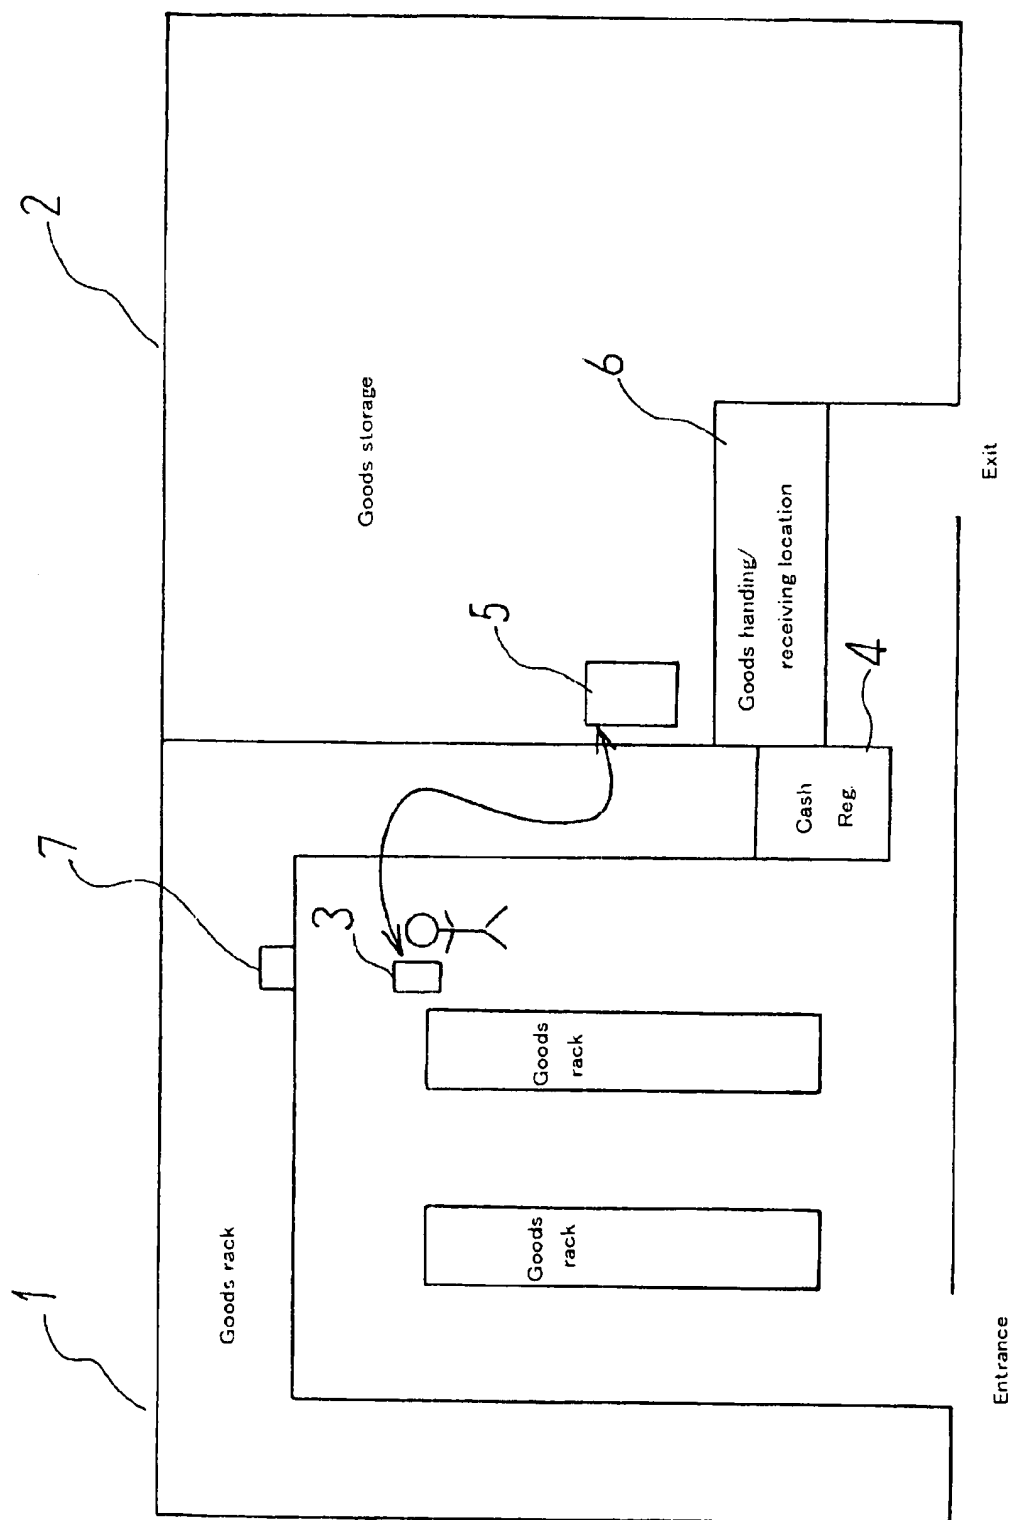 1
2
7
Goods rack
3
Goods storage
5
Goods
rack
Goods
rack
6
Goods handing/
receiving location
Cash
Reg.
4
Entrance
Exit